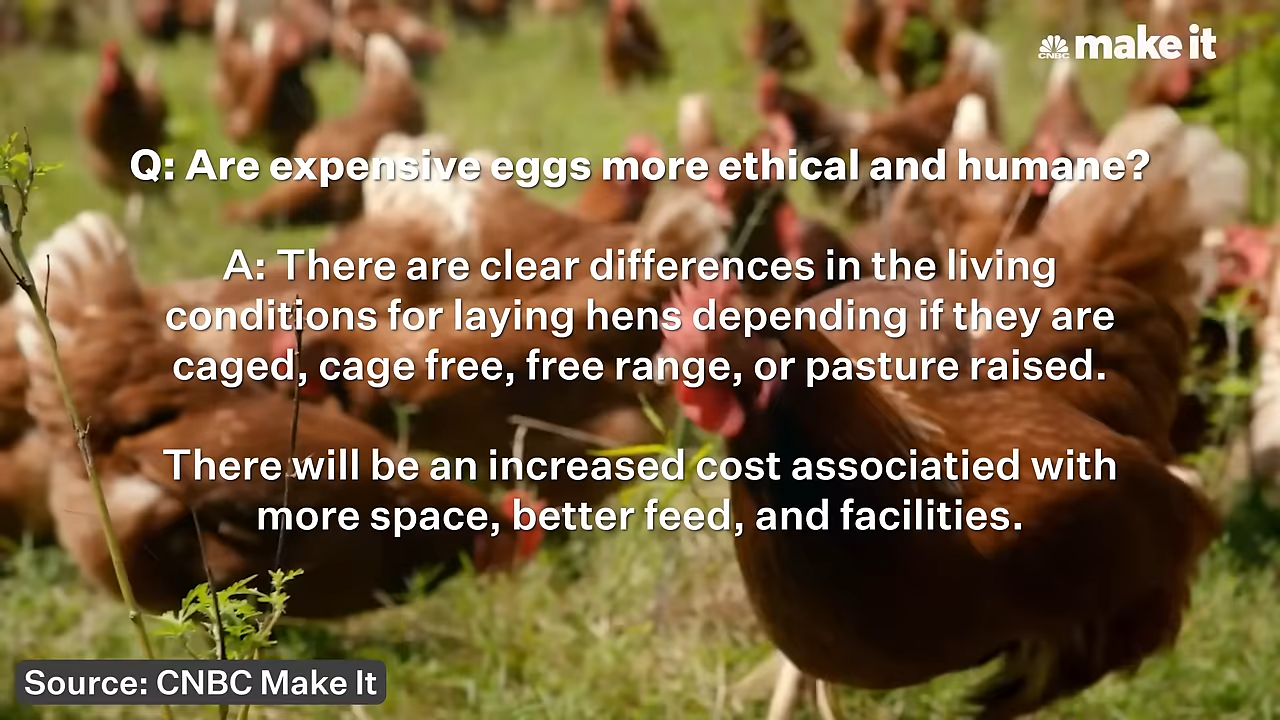 CNBC make it
Q: Are expensive eggs more ethical and humane?
A: There are clear differences in the living
conditions for laying hens depending if they are
caged, cage free, free range, or pasture raised.
There will be an increased cost associatied with
more space, better feed, and facilities.
Source: CNBC Make It